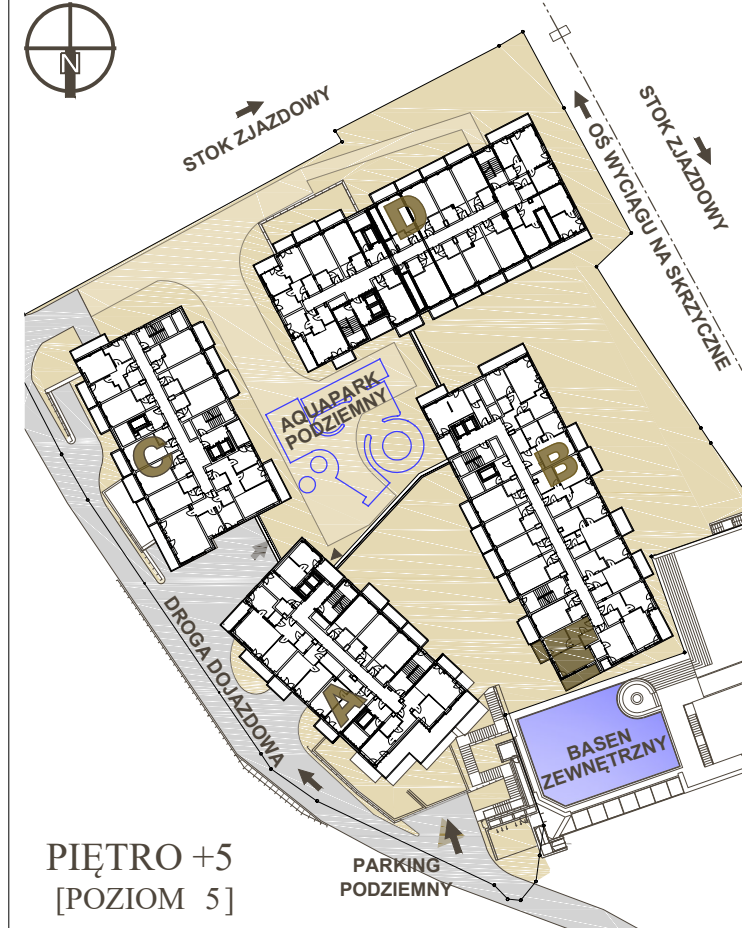 N
STOK ZJAZDOWY
STOK ZJAZDOWY
OŚ WYCIĄGU NA SKRZYCZNE
D
AQUAPARK
PODZIEMNY
C
B
DROGA DOJAZDOWA
A
BASEN
ZEWNĘTRZNY
PIĘTRO +5
[POZIOM 5]
PARKING
PODZIEMNY